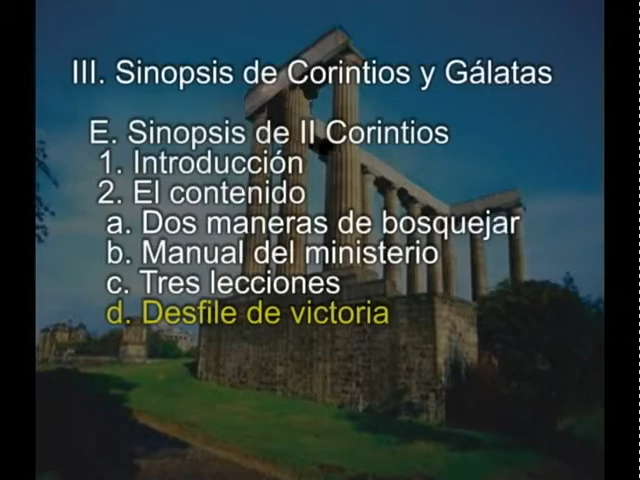 III. Sinopsis de Corintios y Gálatas
E. Sinopsis de II Corintios
1. Introducción
2. El contenido
a. Dos maneras de bosquejar
b. Manual del ministerio
c. Tres lecciones
d. Desfile de victoria